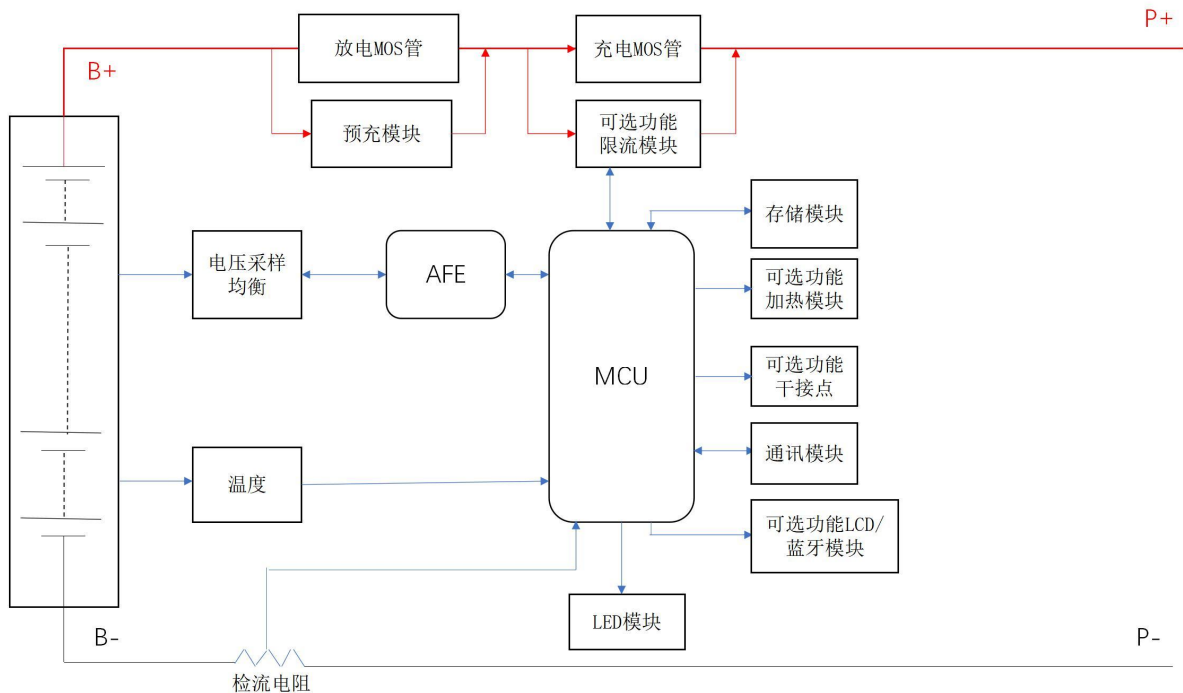 P+
放电MOS管
充电MOS管
B+
预充模块
可选功能
限流模块
存储模块
电压采样
均衡
AFE
可选功能
加热模块
MCU
可选功能
干接点
通讯模块
温度
可选功能LCD/
蓝牙模块
LED模块
B-
P-
检流电阻